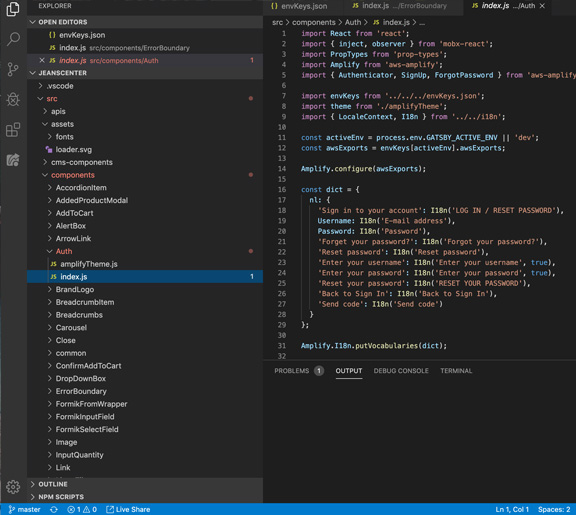 EXPLORER
OPEN EDITORS
envKeys.json
JS index.js src/components/ErrorBoundary
JS index.js src/components/Auth 1
JEANSCENTER
.vscode
src
apis
assets
fonts
loader.svg
cms-components
components
AccordionItem
AddedProductModal
AddToCart
AlertBox
ArrowLink
Auth
JS amplifyTheme.js
JS index.js 1
BrandLogo
BreadcrumbItem
Breadcrumbs
Carousel
Close
common
ConfirmAddToCart
DropDownBox
ErrorBoundary
FormikFromWrapper
FormikInputField
FormikSelectField
Image
InputQuantity
Link
OUTLINE
NPM SCRIPTS
{} envKeys.json
JS index.js .../ErrorBoundary
JS index.js .../Auth
src > components > Auth > JS index.js > ...
1 import React from 'react';
2 import { inject, observer } from 'mobx-react';
3 import PropTypes from 'prop-types';
4 import Amplify from 'aws-amplify';
5 import { Authenticator, SignUp, ForgotPassword } from 'aws-amplify
6
7 import envKeys from '../../../envKeys.json';
8 import theme from './amplifyTheme';
9 import { LocaleContext, I18n } from '../../i18n';
10
11 const activeEnv = process.env.GATSBY_ACTIVE_ENV || 'dev';
12 const awsExports = envKeys[activeEnv].awsExports;
13
14 Amplify.configure(awsExports);
15
16 const dict = {
17 nl: {
18 'Sign in to your account': I18n('LOG IN / RESET PASSWORD'),
19 Username: I18n('E-mail address'),
20 Password: I18n('Password'),
21 'Forget your password?': I18n('Forgot your password?'),
22 'Reset password': I18n('Reset password'),
23 'Enter your username': I18n('Enter your username', true),
24 'Enter your password': I18n('Enter your password', true),
25 'Reset your password': I18n('RESET YOUR PASSWORD'),
26 'Back to Sign In': I18n('Back to Sign In'),
27 'Send code': I18n('Send code')
28 }
29 };
30
31 Amplify.I18n.putVocabularies(dict);
32
PROBLEMS 1 OUTPUT DEBUG CONSOLE TERMINAL
master 1 0 Live Share Ln 1, Col 1 Spaces: 2